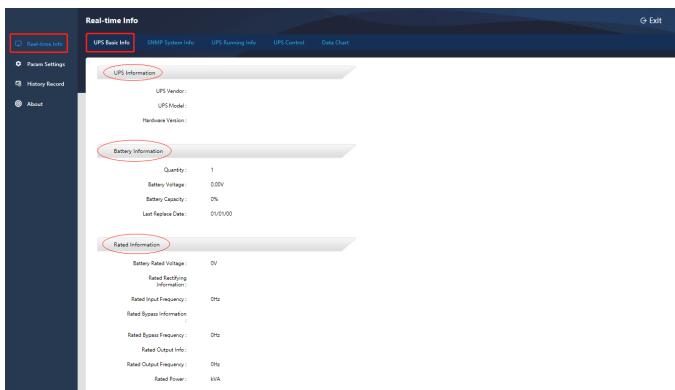 Real-time Info
Exit
Real-time Info
Param Settings
History Record
About
UPS Basic Info
SNMP System Info
UPS Running Info
UPS Control
Data Chart
UPS Information
UPS Vendor :
UPS Model :
Hardware Version :
Battery Information
Quantity : 1
Battery Voltage : 0.00V
Battery Capacity : 0%
Last Replace Date : 01/01/00
Rated Information
Battery Rated Voltage : 0V
Rated Rectifying
Information :
Rated Input Frequency : 0Hz
Rated Bypass Information
:
Rated Bypass Frequency : 0Hz
Rated Output Info :
Rated Output Frequency : 0Hz
Rated Power : kVA